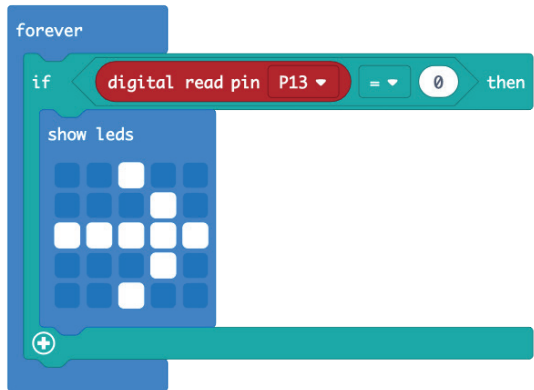 forever
if digital read pin P13 = 0 then
show leds